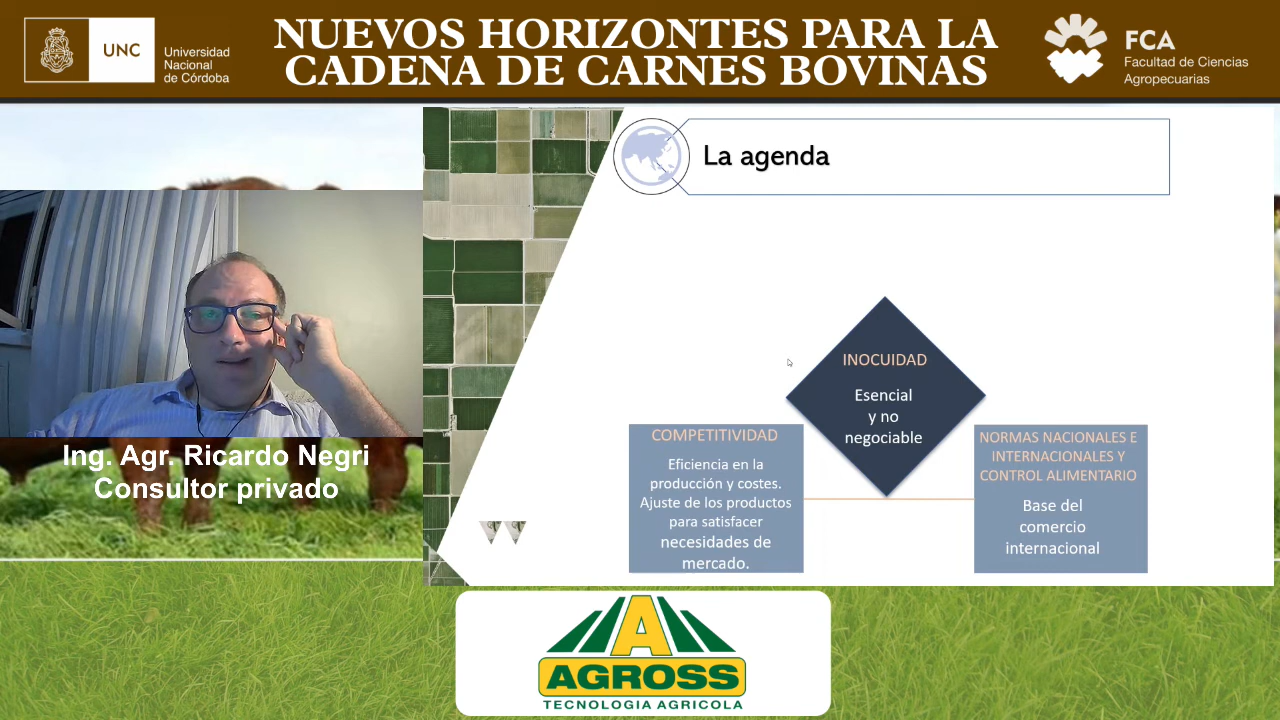 UNC
Universidad
Nacional
de Córdoba
NUEVOS HORIZONTES PARA LA
CADENA DE CARNES BOVINAS
FCA
Facultad de Ciencias
Agropecuarias
La agenda
INOCUIDAD
Esencial
y no
negociable
COMPETITIVIDAD
Eficiencia en la
producción y costes.
Ajuste de los productos
para satisfacer
necesidades de
mercado.
NORMAS NACIONALES E
INTERNACIONALES Y
CONTROL ALIMENTARIO
Base del
comercio
internacional
Ing. Agr. Ricardo Negri
Consultor privado
A
AGROSS
TECNOLOGIA AGRICOLA